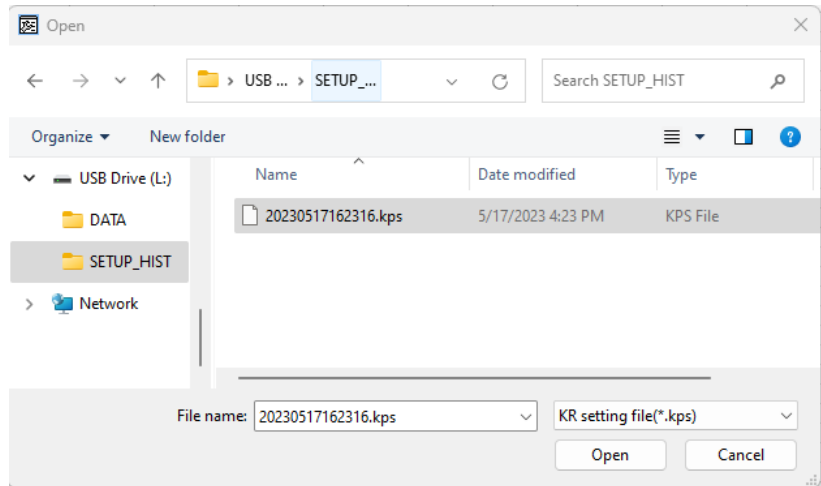 Open
USB ... > SETUP_...
Search SETUP_HIST
Organize
New folder
?
Name
Date modified
Type
USB Drive (L:)
20230517162316.kps
5/17/2023 4:23 PM
KPS File
DATA
SETUP_HIST
Network
File name:
20230517162316.kps
KR setting file(*.kps)
Open
Cancel